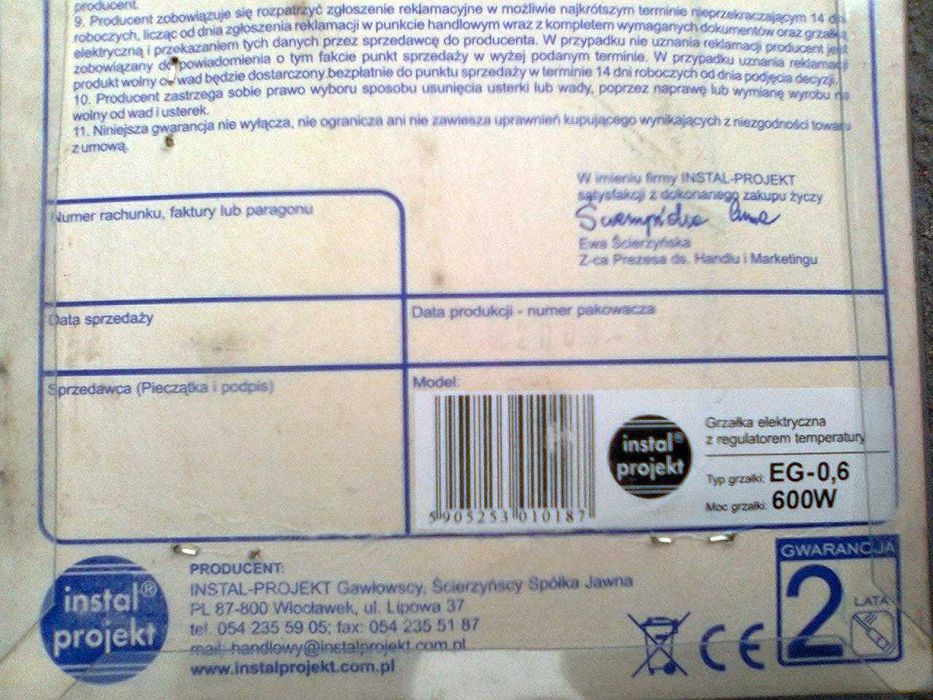 producent.
9. Producent zobowiązuje się rozpatrzyć zgłoszenie reklamacyjne w możliwie najkrótszym terminie nieprzekraczającym 14 dni
roboczych, licząc od dnia zgłoszenia reklamacji w punkcie handlowym wraz z kompletem wymaganych dokumentów oraz grzałką
elektryczną i przekazaniem tych danych przez sprzedawcę do producenta. W przypadku nie uznania reklamacji producent jest
zobowiązany do powiadomienia o tym fakcie punkt sprzedaży w wyżej podanym terminie. W przypadku uznania reklamacji
produkt wolny od wad będzie dostarczony bezpłatnie do punktu sprzedaży w terminie 14 dni roboczych od dnia podjęcia decyzji.
10. Producent zastrzega sobie prawo wyboru sposobu usunięcia usterki lub wady, poprzez naprawę lub wymianę wyrobu na
wolny od wad i usterek.
11. Niniejsza gwarancja nie wyłącza, nie ogranicza ani nie zawiesza uprawnień kupującego wynikających z niezgodności towaru
z umową.
W imieniu firmy INSTAL-PROJEKT
satysfakcji z dokonanego zakupu życzy
Ewa Ścierzyńska
Z-ca Prezesa ds. Handlu i Marketingu
Numer rachunku, faktury lub paragonu
Data sprzedaży
Data produkcji - numer pakowacza
Sprzedawca (Pieczątka i podpis)
Model:
5 905253 010187
instal®
projekt
Grzałka elektryczna
z regulatorem temperatury
Typ grzałki: EG-0,6
Moc grzałki: 600W
instal®
projekt
PRODUCENT:
INSTAL-PROJEKT Gawłowscy, Ścierzyńscy Spółka Jawna
PL 87-800 Włocławek, ul. Lipowa 37
tel. 054 235 59 05; fax: 054 235 51 87
mail: handlowy@instalprojekt.com.pl
www.instalprojekt.com.pl
CE
GWARANCJA
2
LATA